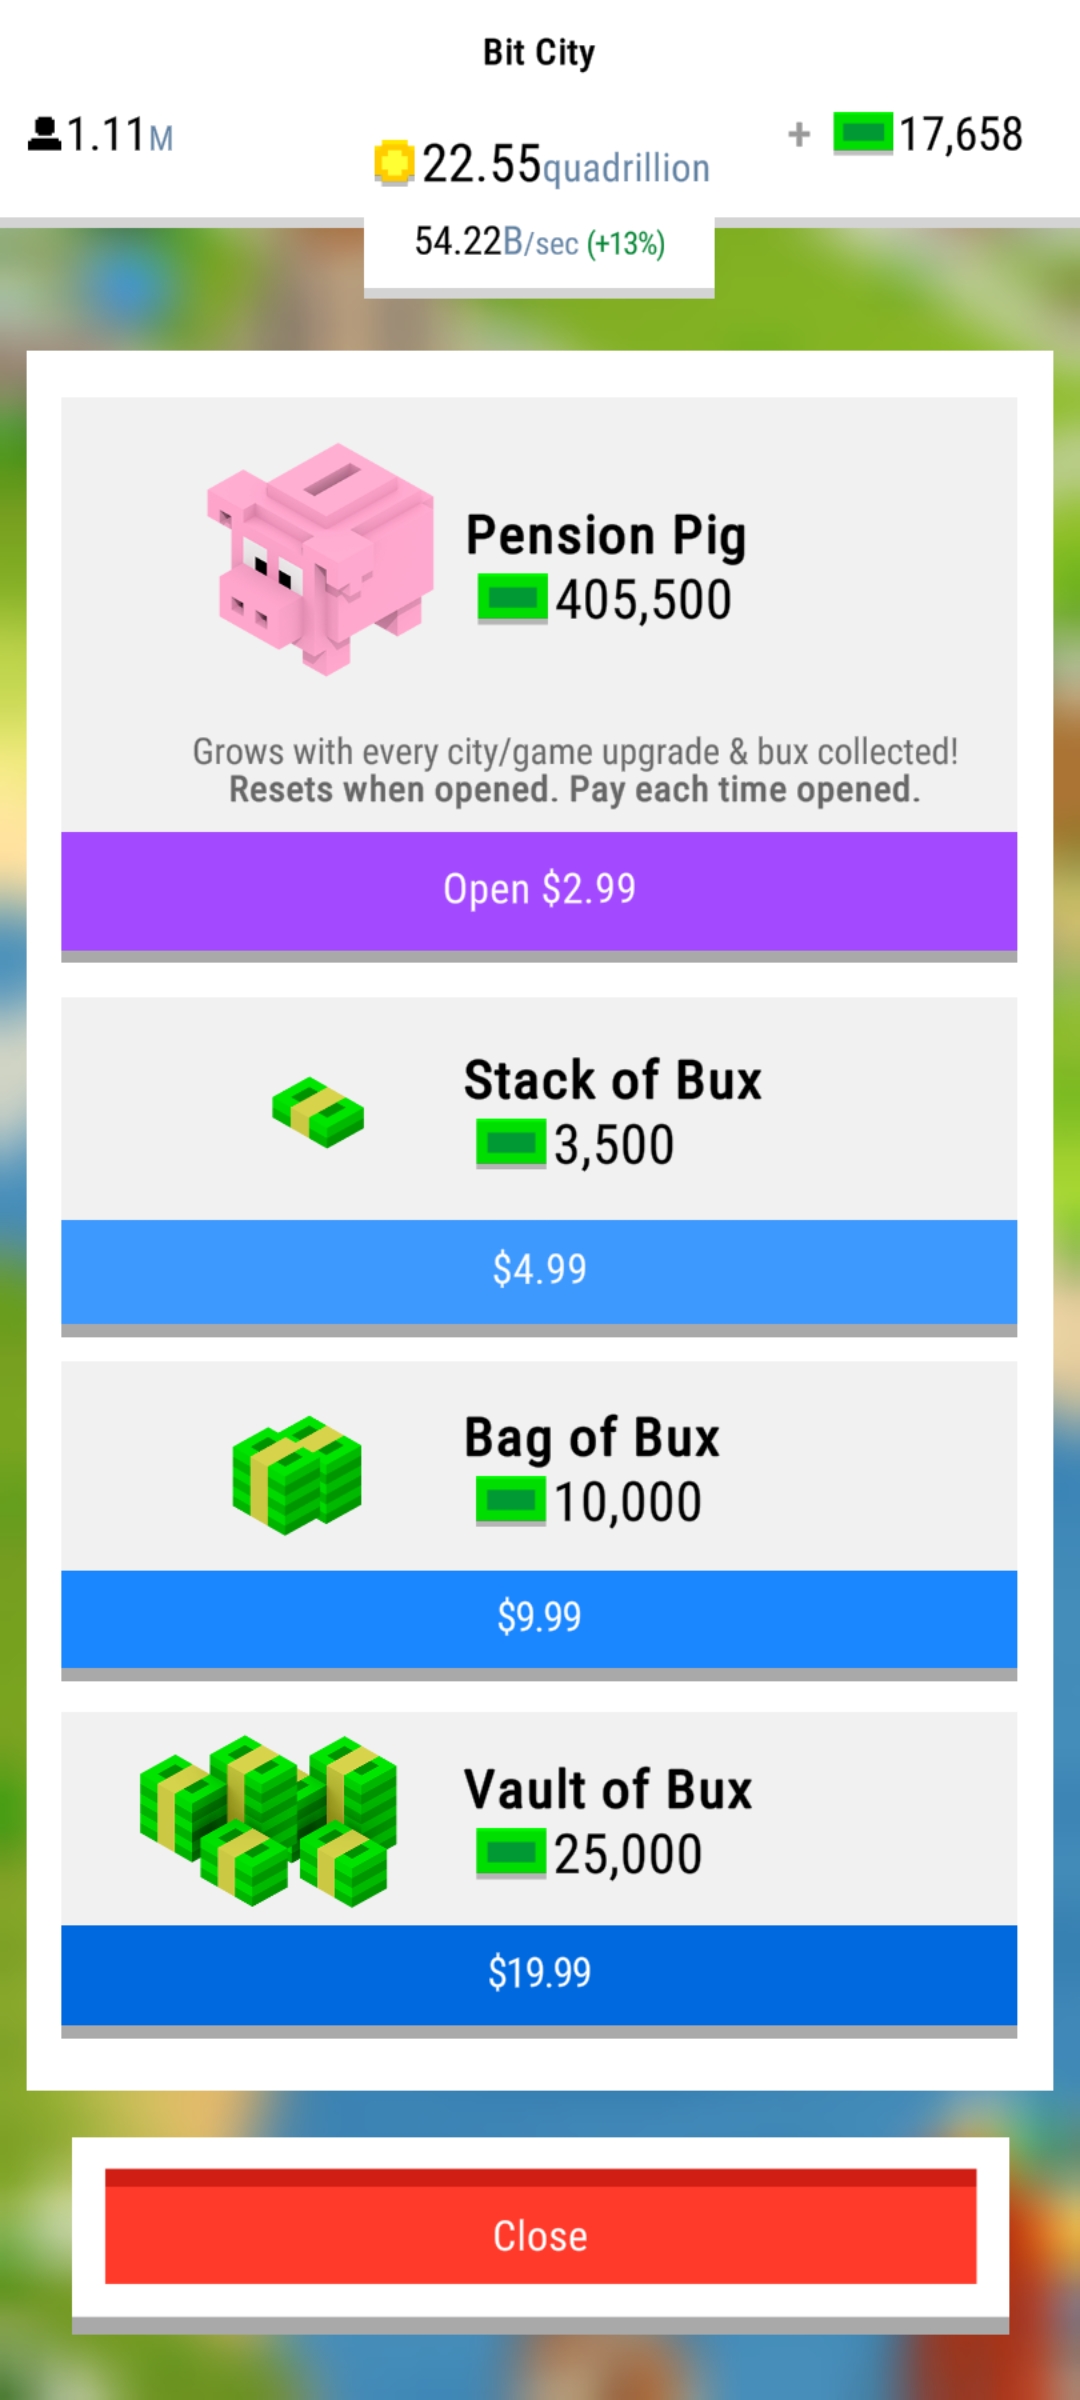 Bit City
1.11M
22.55quadrillion
+ 17,658
54.22B/sec (+13%)
Pension Pig
405,500
Grows with every city/game upgrade & bux collected!
Resets when opened. Pay each time opened.
Open $2.99
Stack of Bux
3,500
$4.99
Bag of Bux
10,000
$9.99
Vault of Bux
25,000
$19.99
Close